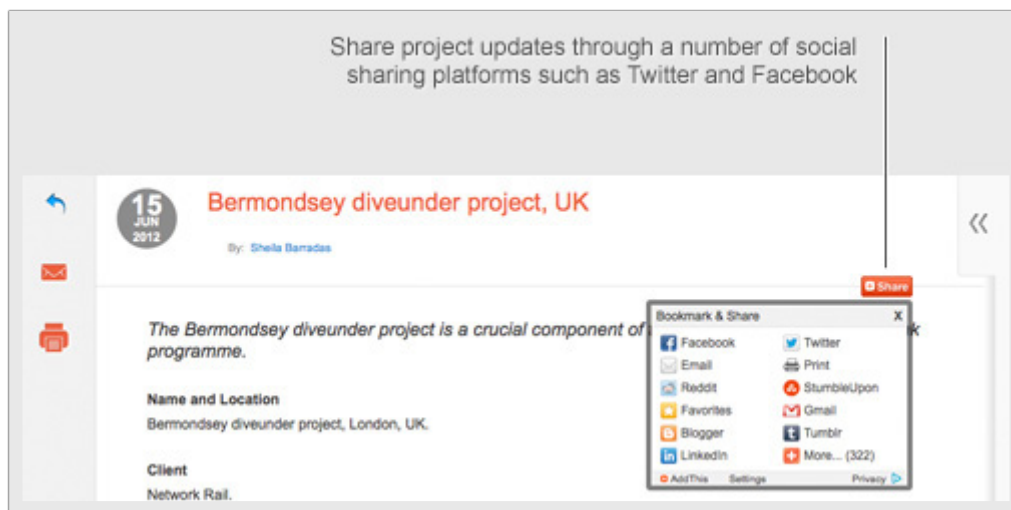 Share project updates through a number of social
sharing platforms such as Twitter and Facebook
15
JUN
2012
Bermondsey diveunder project, UK
By: Sheila Barradas
Share
The Bermondsey diveunder project is a crucial component of
programme.
Name and Location
Bermondsey diveunder project, London, UK.
Client
Network Rail.
Bookmark & Share X
Facebook Twitter
Email Print
Reddit StumbleUpon
Favorites Gmail
Blogger Tumblr
LinkedIn More... (322)
AddThis Settings Privacy